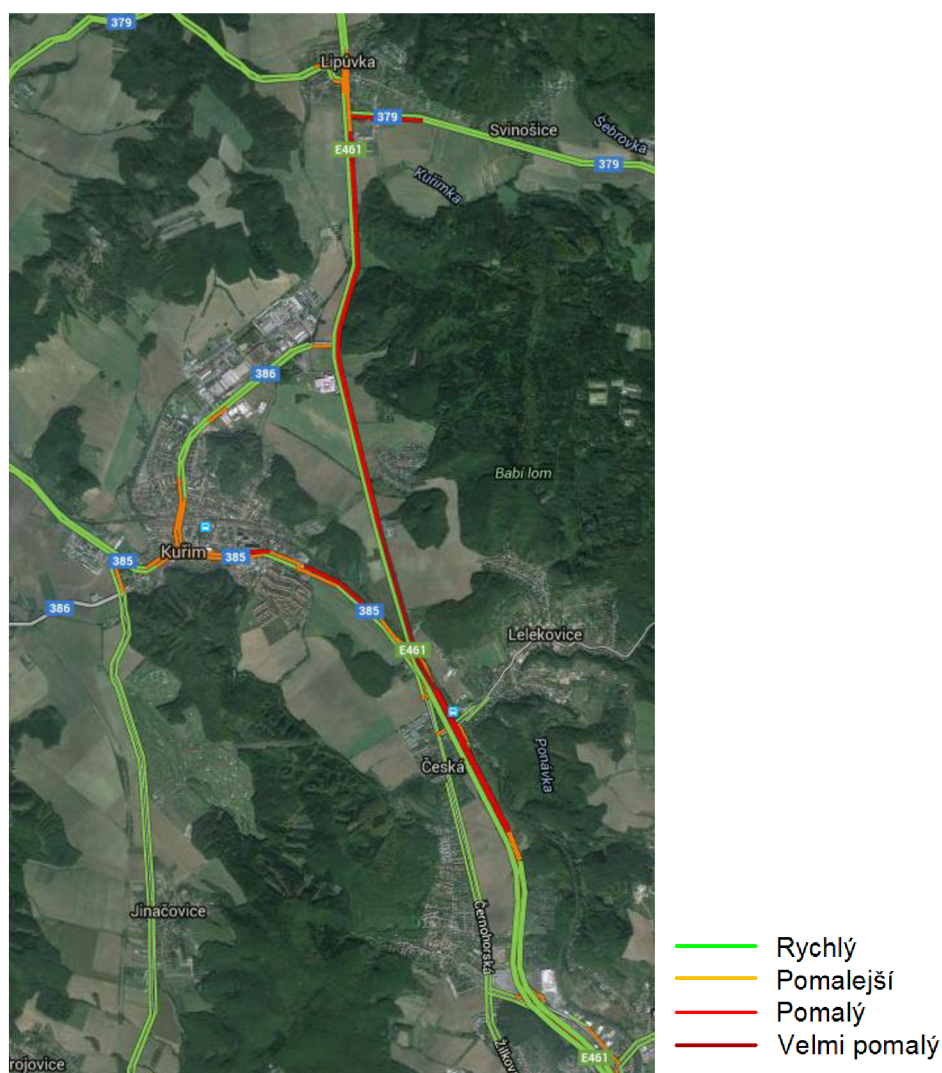 379
Lipůvka
379
Svinošice
Šebrovka
E461
379
Kuřimka
386
Babí lom
Kuřim
385
385
386
385
Lelekovice
E461
Ponávka
Česká
Jinačovice
Černohorská
Rychlý
Pomalejší
Pomalý
Velmi pomalý
Žilkov
E461
rojovice